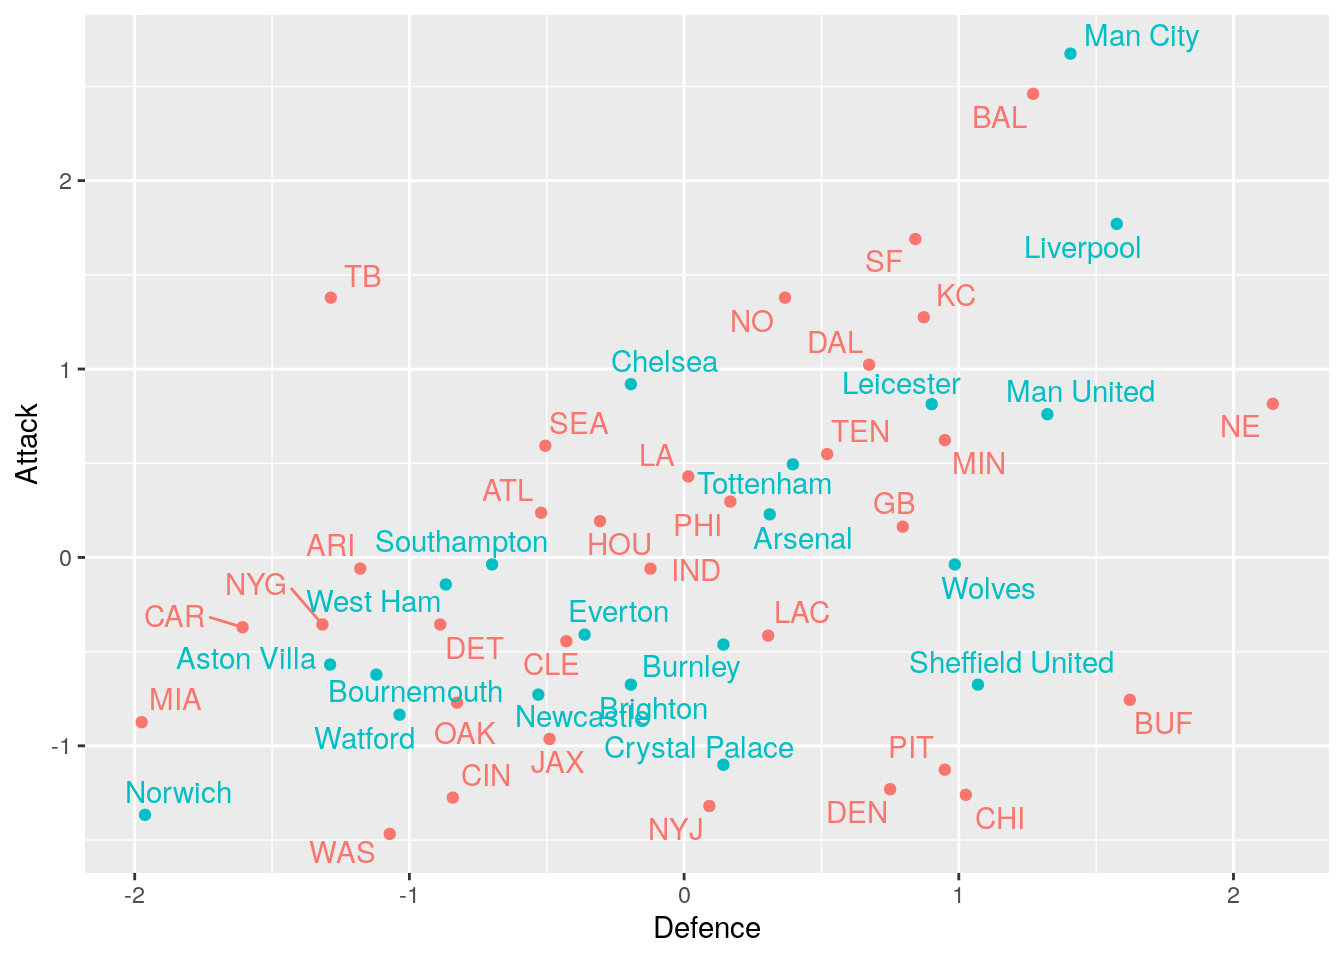 Man City
BAL
Liverpool
SF
TB
KC
NO
DAL
Chelsea
Leicester
Man United
SEA
NE
TEN
LA
MIN
Tottenham
ATL
GB
PHI
Arsenal
Southampton
HOU
ARI
IND
NYG
Wolves
West Ham
CAR
Everton
LAC
DET
Aston Villa
CLE
Burnley
Sheffield United
Bournemouth
MIA
Brighton
Newcastle
BUF
OAK
Watford
Crystal Palace
PIT
JAX
CIN
Norwich
DEN
CHI
NYJ
WAS
2
1
0
-1
Attack
-2
-1
0
1
2
Defence